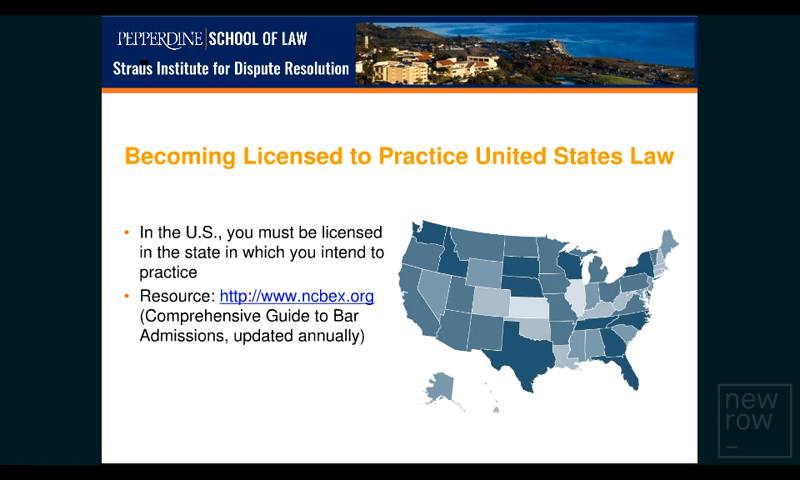 PEPPERDINE | SCHOOL OF LAW
Straus Institute for Dispute Resolution
Becoming Licensed to Practice United States Law
• In the U.S., you must be licensed
in the state in which you intend to
practice
• Resource: http://www.ncbex.org
(Comprehensive Guide to Bar
Admissions, updated annually)
new
row